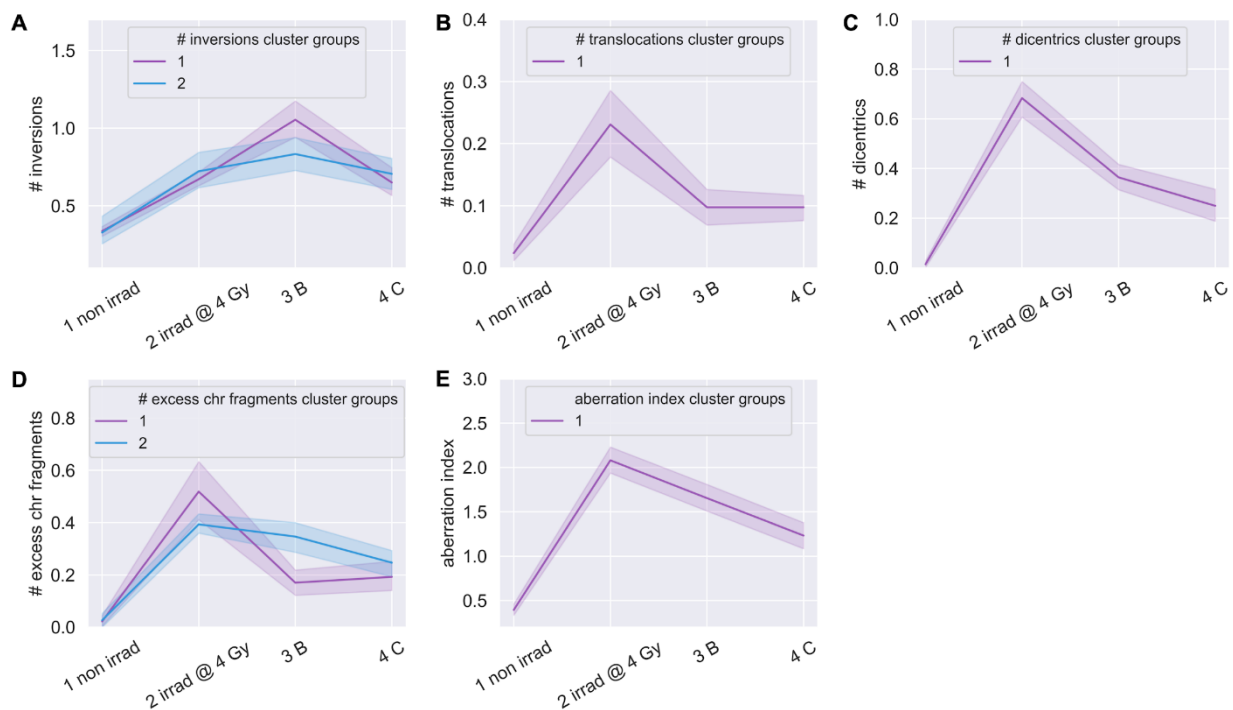 A
# inversions
1.5
1.0
0.5
# inversions cluster groups
1
2
1 non irrad
2 irrad @ 4 Gy
3 B
4 C
B
# translocations
0.4
0.3
0.2
0.1
0.0
# translocations cluster groups
1
1 non irrad
2 irrad @ 4 Gy
3 B
4 C
C
# dicentrics
1.0
0.8
0.6
0.4
0.2
0.0
# dicentrics cluster groups
1
1 non irrad
2 irrad @ 4 Gy
3 B
4 C
D
# excess chr fragments
0.8
0.6
0.4
0.2
0.0
# excess chr fragments cluster groups
1
2
1 non irrad
2 irrad @ 4 Gy
3 B
4 C
E
aberration index
3.0
2.5
2.0
1.5
1.0
0.5
aberration index cluster groups
1
1 non irrad
2 irrad @ 4 Gy
3 B
4 C